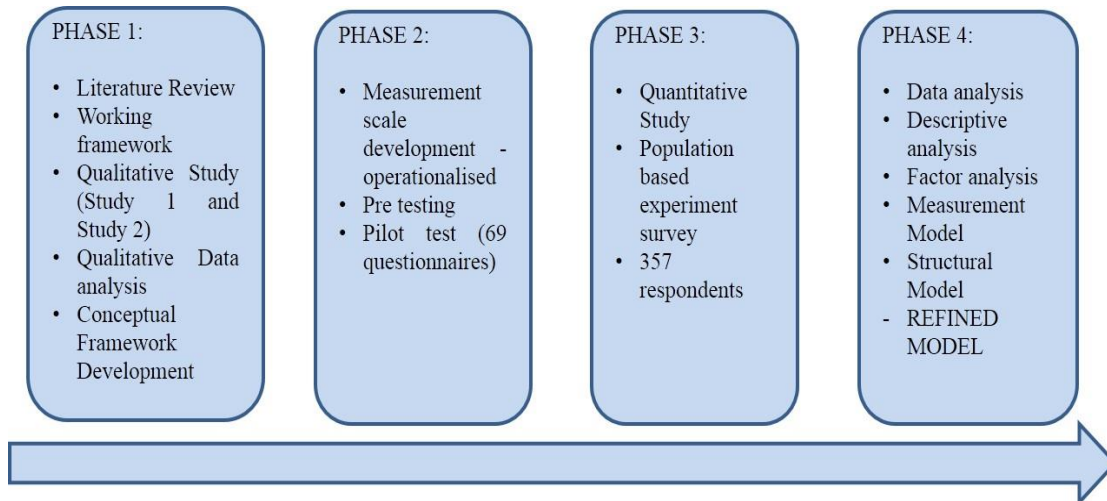 PHASE 1:
• Literature Review
• Working
framework
• Qualitative Study
(Study 1 and
Study 2)
• Qualitative Data
analysis
• Conceptual
Framework
Development
PHASE 2:
• Measurement
scale
development -
operationalised
• Pre testing
• Pilot test (69
questionnaires)
PHASE 3:
• Quantitative
Study
• Population
based
experiment
survey
• 357
respondents
PHASE 4:
• Data analysis
• Descriptive
analysis
• Factor analysis
• Measurement
Model
• Structural
Model
- REFINED
MODEL